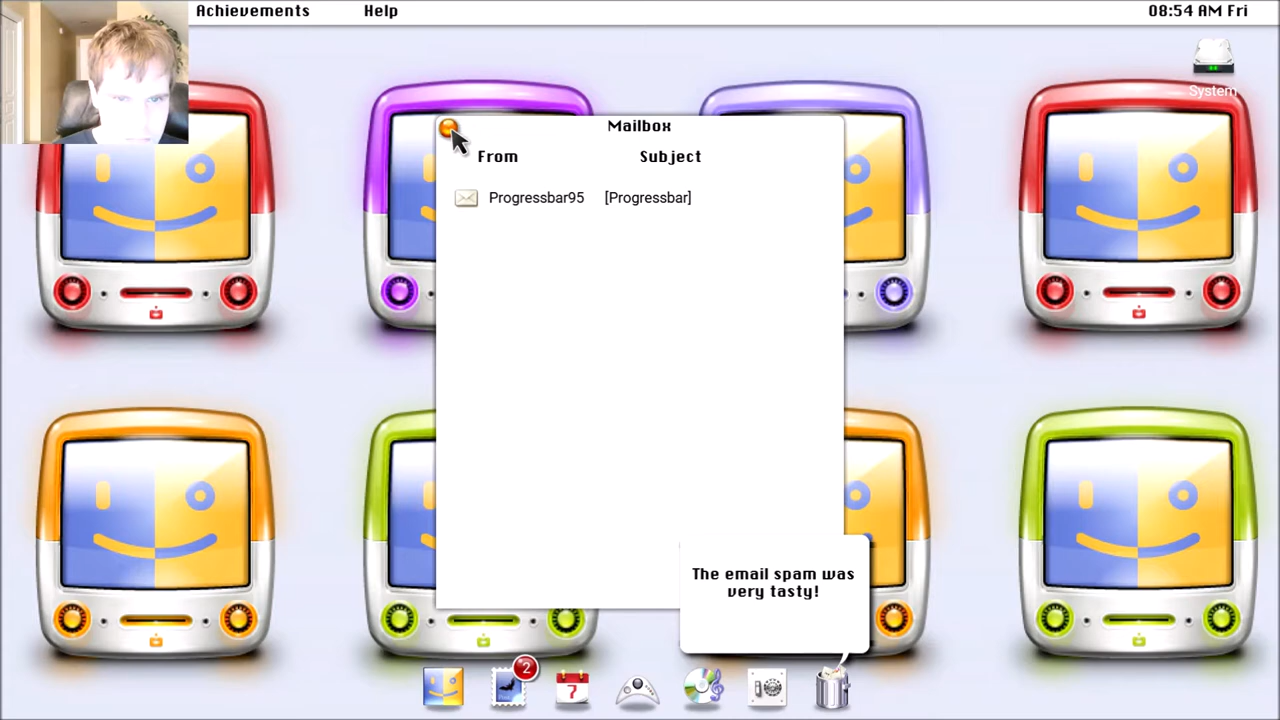 Achievements Help 08:54 AM Fri
System
Mailbox
From Subject
Progressbar95 [Progressbar]
The email spam was
very tasty!
2
7